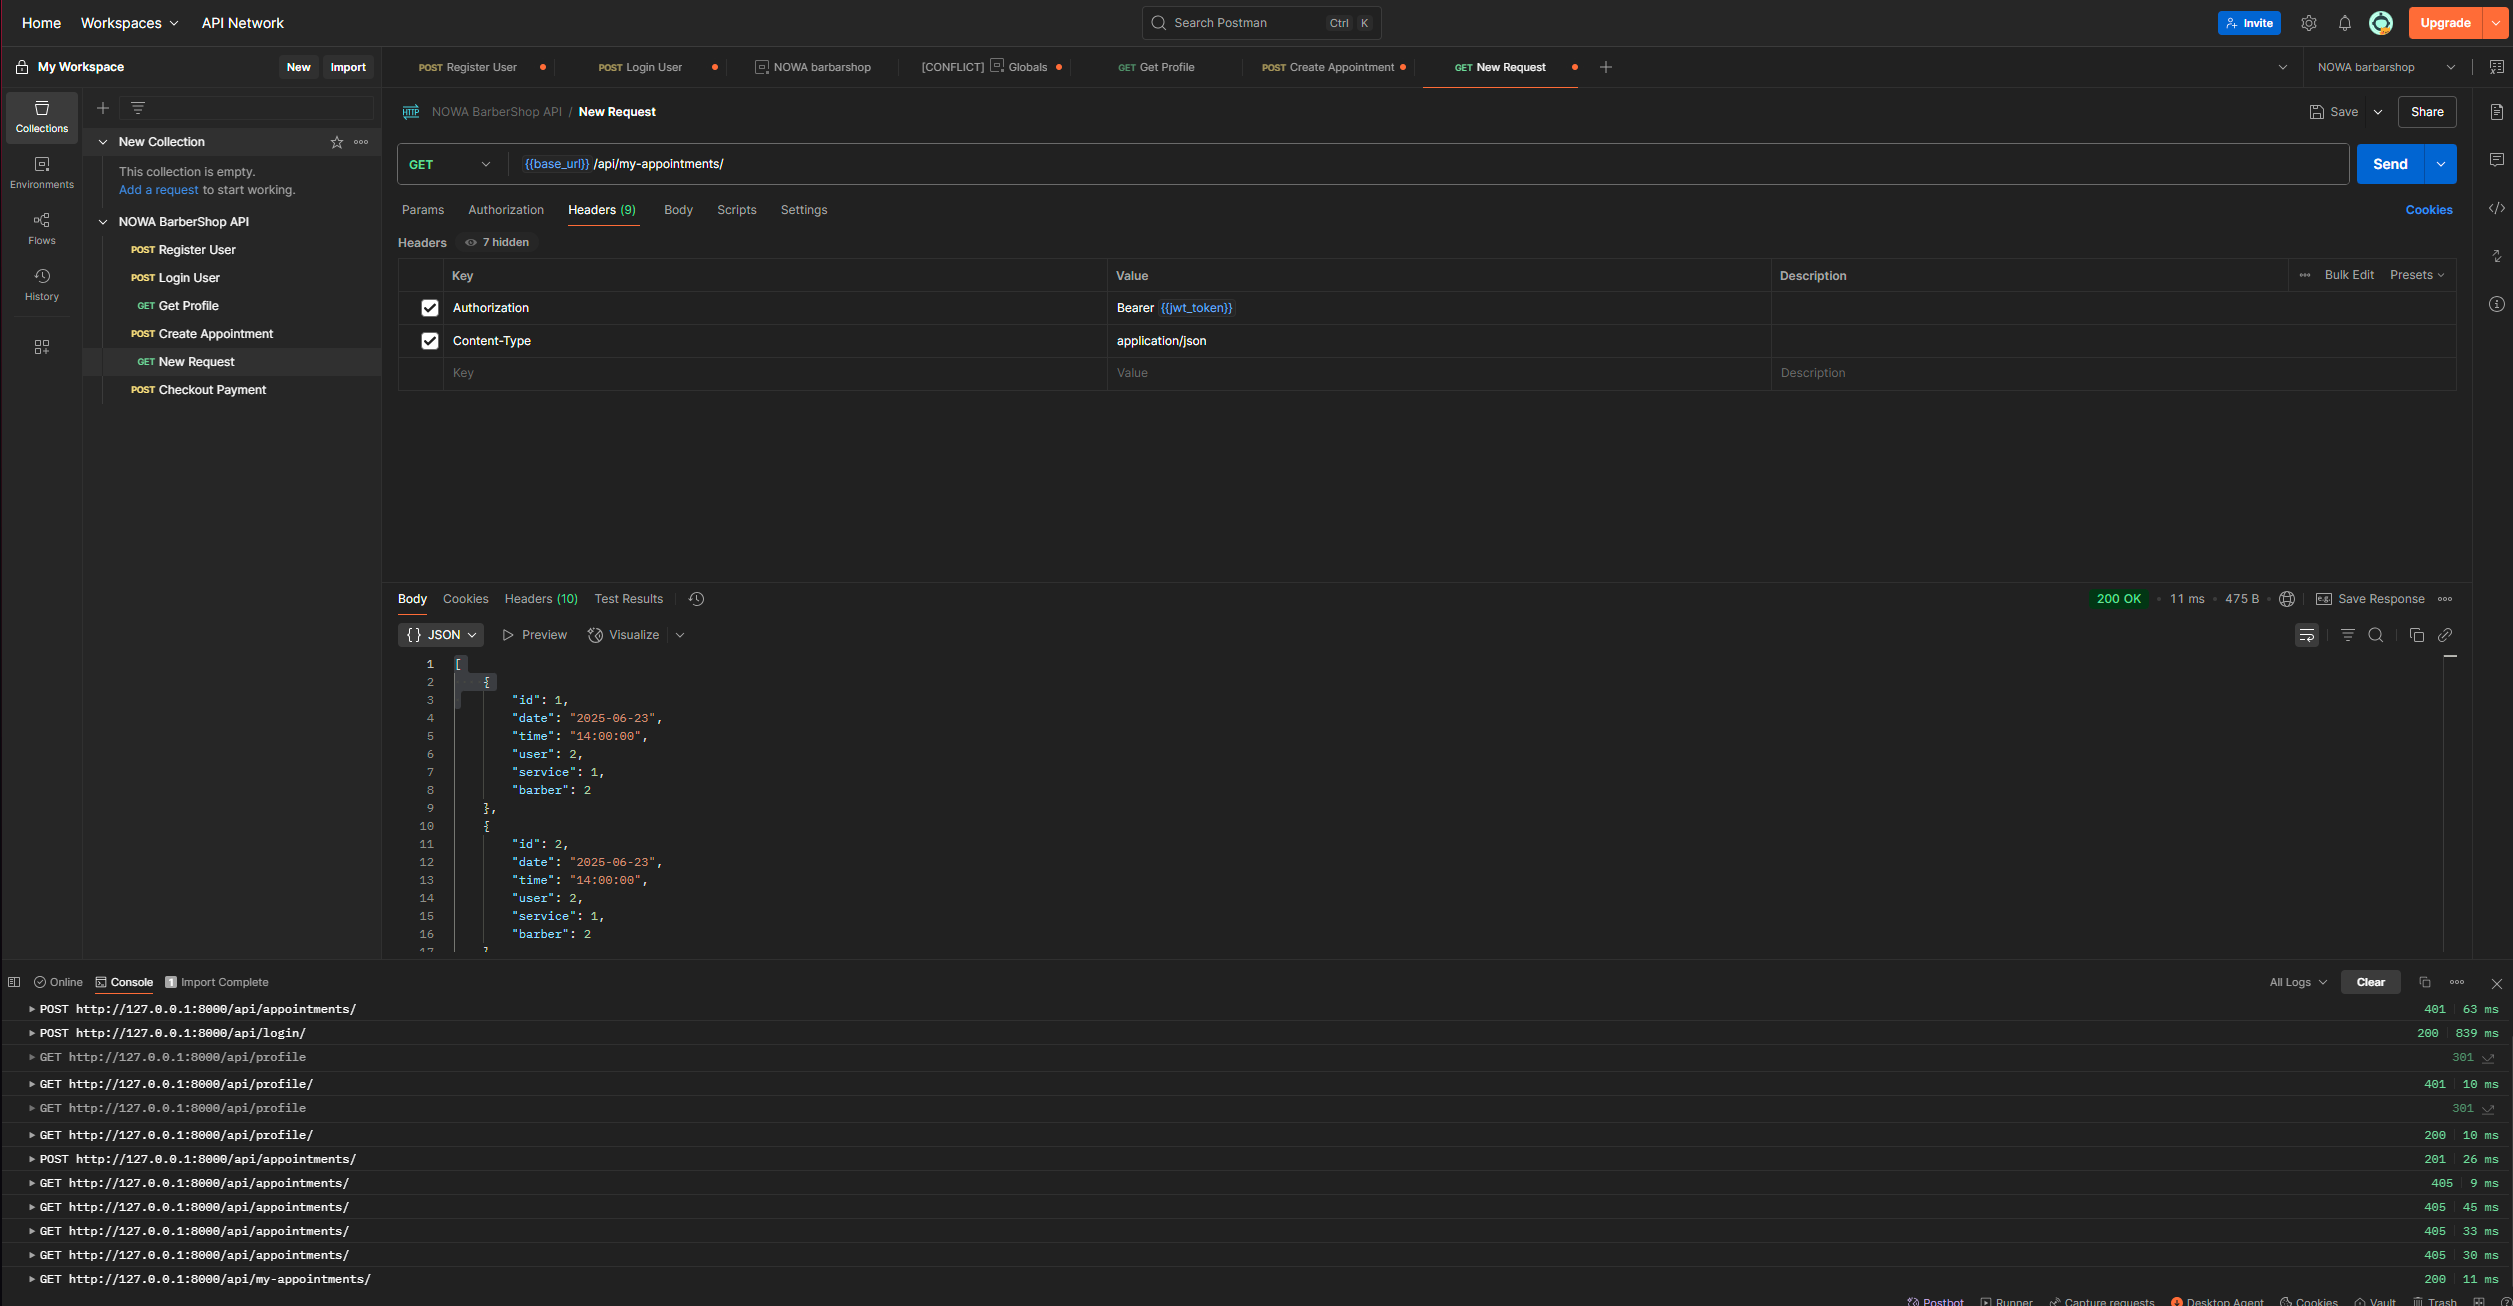 Home Workspaces API Network Search Postman Ctrl K Invite Upgrade
My Workspace New Import POST Register User POST Login User NOWA barbarshop [CONFLICT] Globals GET Get Profile POST Create Appointment GET New Request NOWA barbarshop
Collections
Environments
Flows
History
New Collection
This collection is empty.
Add a request to start working.
NOWA BarberShop API
POST Register User
POST Login User
GET Get Profile
POST Create Appointment
GET New Request
POST Checkout Payment
HTTP NOWA BarberShop API / New Request Save Share
GET {{base_url}} /api/my-appointments/ Send
Params Authorization Headers (9) Body Scripts Settings Cookies
Headers 7 hidden
Key Value Description Bulk Edit Presets
Authorization Bearer {{jwt_token}}
Content-Type application/json
Key Value Description
Body Cookies Headers (10) Test Results 200 OK 11 ms 475 B e.g. Save Response
{} JSON Preview Visualize
1 [
2 {
3 "id": 1,
4 "date": "2025-06-23",
5 "time": "14:00:00",
6 "user": 2,
7 "service": 1,
8 "barber": 2
9 },
10 {
11 "id": 2,
12 "date": "2025-06-23",
13 "time": "14:00:00",
14 "user": 2,
15 "service": 1,
16 "barber": 2
17 }
Online Console 1 Import Complete All Logs Clear
POST http://127.0.0.1:8000/api/appointments/ 401 63 ms
POST http://127.0.0.1:8000/api/login/ 200 839 ms
GET http://127.0.0.1:8000/api/profile 301
GET http://127.0.0.1:8000/api/profile/ 401 10 ms
GET http://127.0.0.1:8000/api/profile 301
GET http://127.0.0.1:8000/api/profile/ 200 10 ms
POST http://127.0.0.1:8000/api/appointments/ 201 26 ms
GET http://127.0.0.1:8000/api/appointments/ 405 9 ms
GET http://127.0.0.1:8000/api/appointments/ 405 45 ms
GET http://127.0.0.1:8000/api/appointments/ 405 33 ms
GET http://127.0.0.1:8000/api/appointments/ 405 30 ms
GET http://127.0.0.1:8000/api/my-appointments/ 200 11 ms
Postbot Runner Capture requests Desktop Agent Cookies Vault Trash